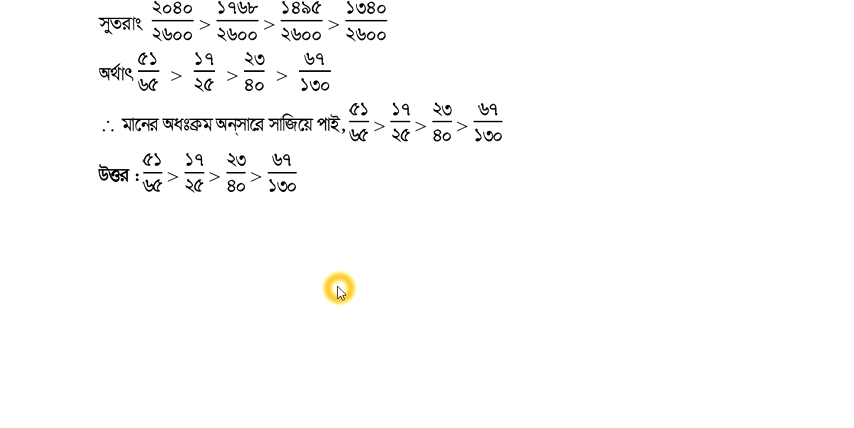 সুতরাং ২০৪০/২৬০০ > ১৭৬৮/২৬০০ > ১৪৯৫/২৬০০ > ১৩৪০/২৬০০
অর্থাৎ ৫১/৬৫ > ১৭/২৫ > ২৩/৪০ > ৬৭/১৩০
∴ মানের অধঃক্রম অনুসারে সাজিয়ে পাই, ৫১/৬৫ > ১৭/২৫ > ২৩/৪০ > ৬৭/১৩০
উত্তর : ৫১/৬৫ > ১৭/২৫ > ২৩/৪০ > ৬৭/১৩০